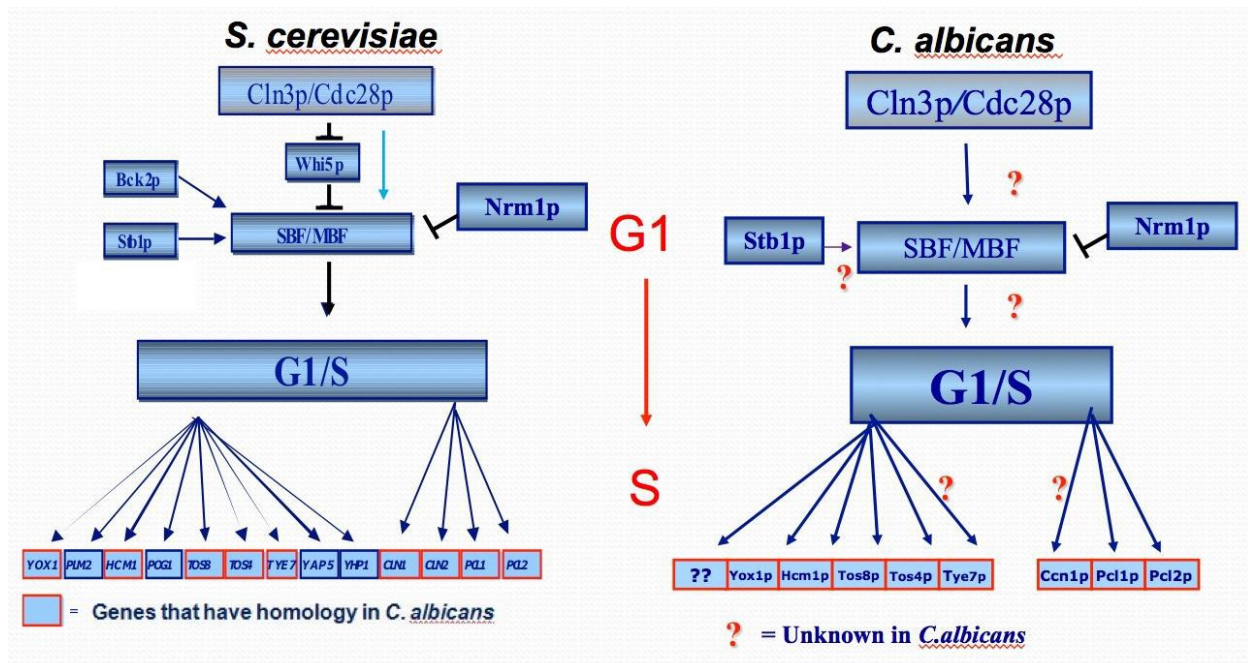 S. cerevisiae
Cln3p/Cdc28p
Whi5p
Bck2p
Stb1p
SBF/MBF
Nrm1p
G1/S
YOX1 PLM2 HCM1 POG1 TOS8 TOS4 TYE7 YAP5 YHP1 CLN1 CLN2 PCL1 PCL2
= Genes that have homology in C. albicans
G1
S
C. albicans
Cln3p/Cdc28p
?
Stb1p
?
SBF/MBF
Nrm1p
?
G1/S
?
?
?? Yox1p Hcm1p Tos8p Tos4p Tye7p
Ccn1p Pcl1p Pcl2p
? = Unknown in C.albicans